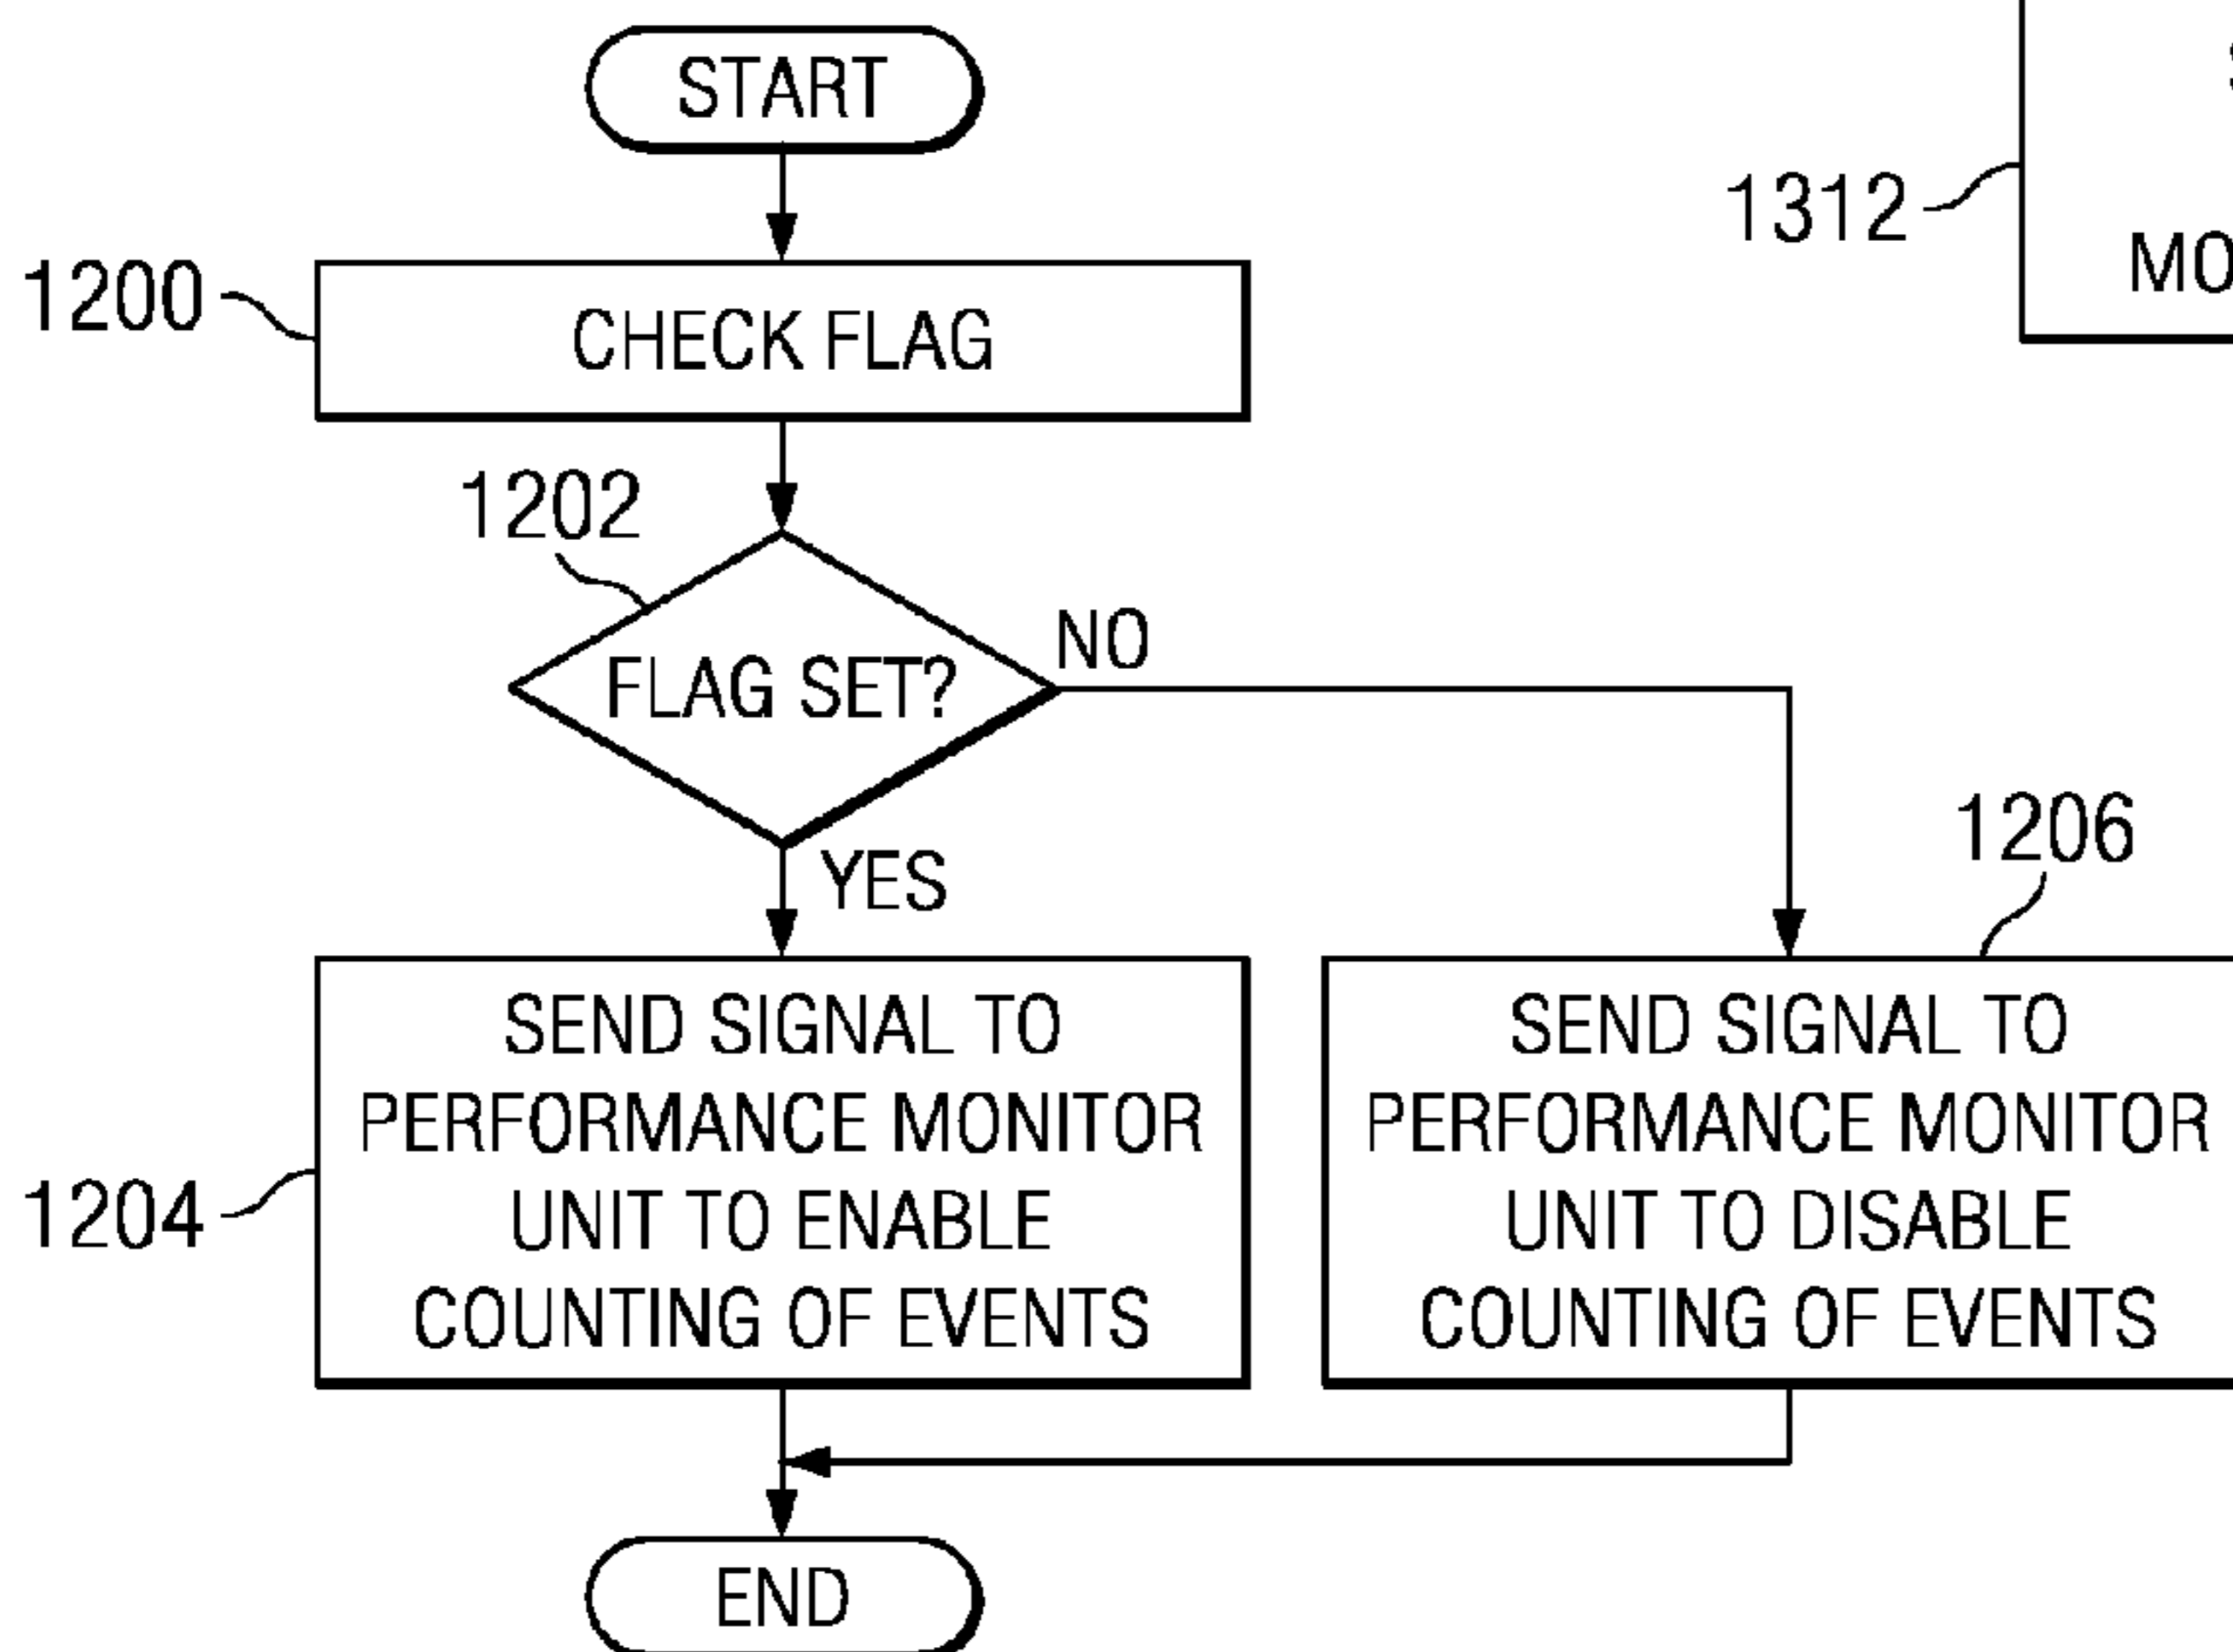 START
1200
CHECK FLAG
1202
FLAG SET?
NO
YES
1204
SEND SIGNAL TO
PERFORMANCE MONITOR
UNIT TO ENABLE
COUNTING OF EVENTS
1206
SEND SIGNAL TO
PERFORMANCE MONITOR
UNIT TO DISABLE
COUNTING OF EVENTS
END
1312